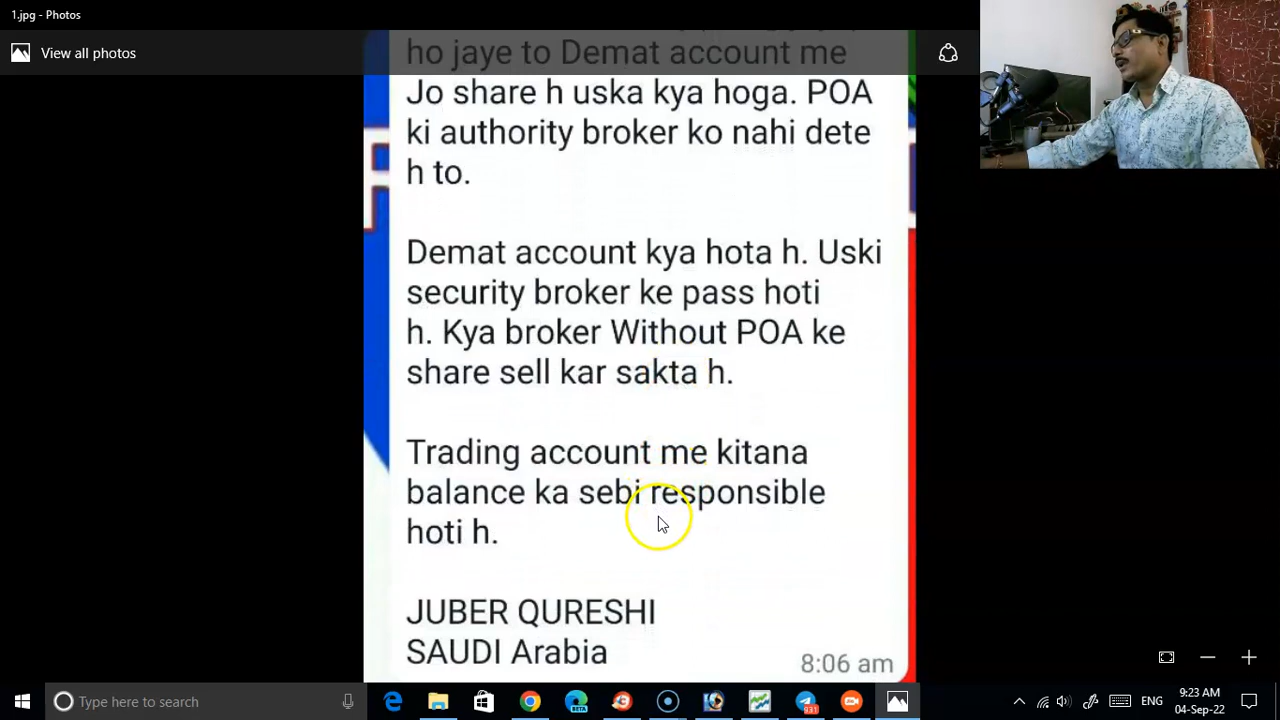 1.jpg - Photos
View all photos
ho jaye to Demat account me
Jo share h uska kya hoga. POA
ki authority broker ko nahi dete
h to.
Demat account kya hota h. Uski
security broker ke pass hoti
h. Kya broker Without POA ke
share sell kar sakta h.
Trading account me kitana
balance ka sebi responsible
hoti h.
JUBER QURESHI
SAUDI Arabia
8:06 am
Type here to search
BETA
931
ENG
9:23 AM
04-Sep-22